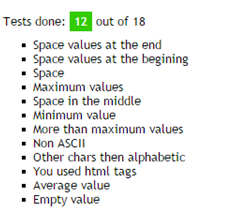 Tests done: 12 out of 18
Space values at the end
Space values at the begining
Space
Maximum values
Space in the middle
Minimum value
More than maximum values
Non ASCII
Other chars then alphabetic
You used html tags
Average value
Empty value